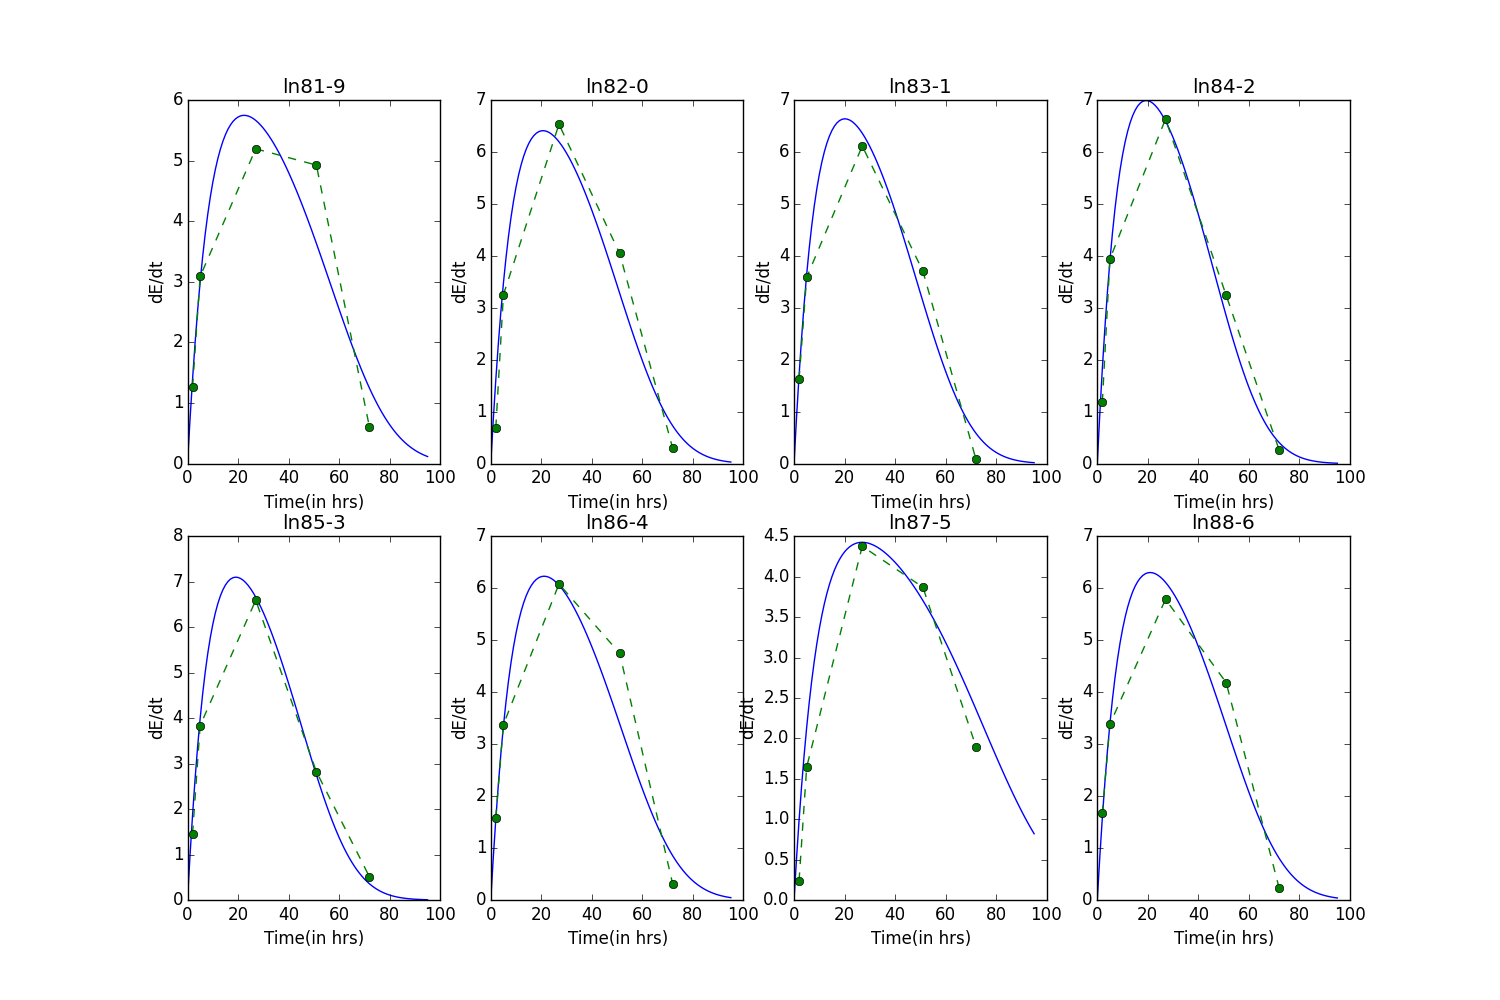 ln81-9 ln82-0 ln83-1 ln84-2
6 7 7 7
5 6 6 6
4 5 5 5
3 4 4 4
2 3 3 3
1 2 2 2
0 1 1 1
0 0 0
dE/dt dE/dt dE/dt dE/dt
0 20 40 60 80 100 0 20 40 60 80 100 0 20 40 60 80 100 0 20 40 60 80 100
Time(in hrs) Time(in hrs) Time(in hrs) Time(in hrs)
ln85-3 ln86-4 ln87-5 ln88-6
8 7 4.5 7
7 6 4.0 6
6 5 3.5 5
5 4 3.0 4
4 3 2.5 3
3 2 2.0 2
2 1 1.5 1
1 0 1.0 0
0 0.5
0.0
dE/dt dE/dt dE/dt dE/dt
0 20 40 60 80 100 0 20 40 60 80 100 0 20 40 60 80 100 0 20 40 60 80 100
Time(in hrs) Time(in hrs) Time(in hrs) Time(in hrs)